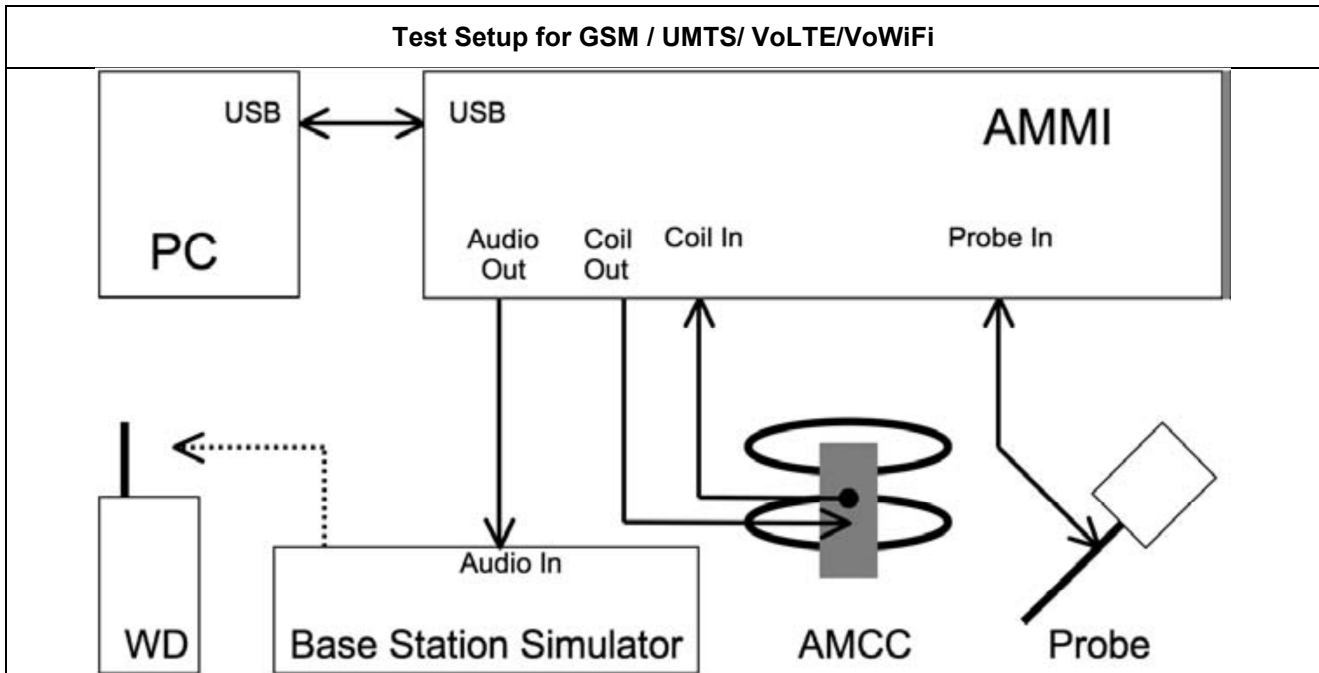 Test Setup for GSM / UMTS/ VoLTE/VoWiFi
USB
USB
AMMI
PC
Audio
Out
Coil
Out
Coil In
Probe In
Audio In
WD
Base Station Simulator
AMCC
Probe